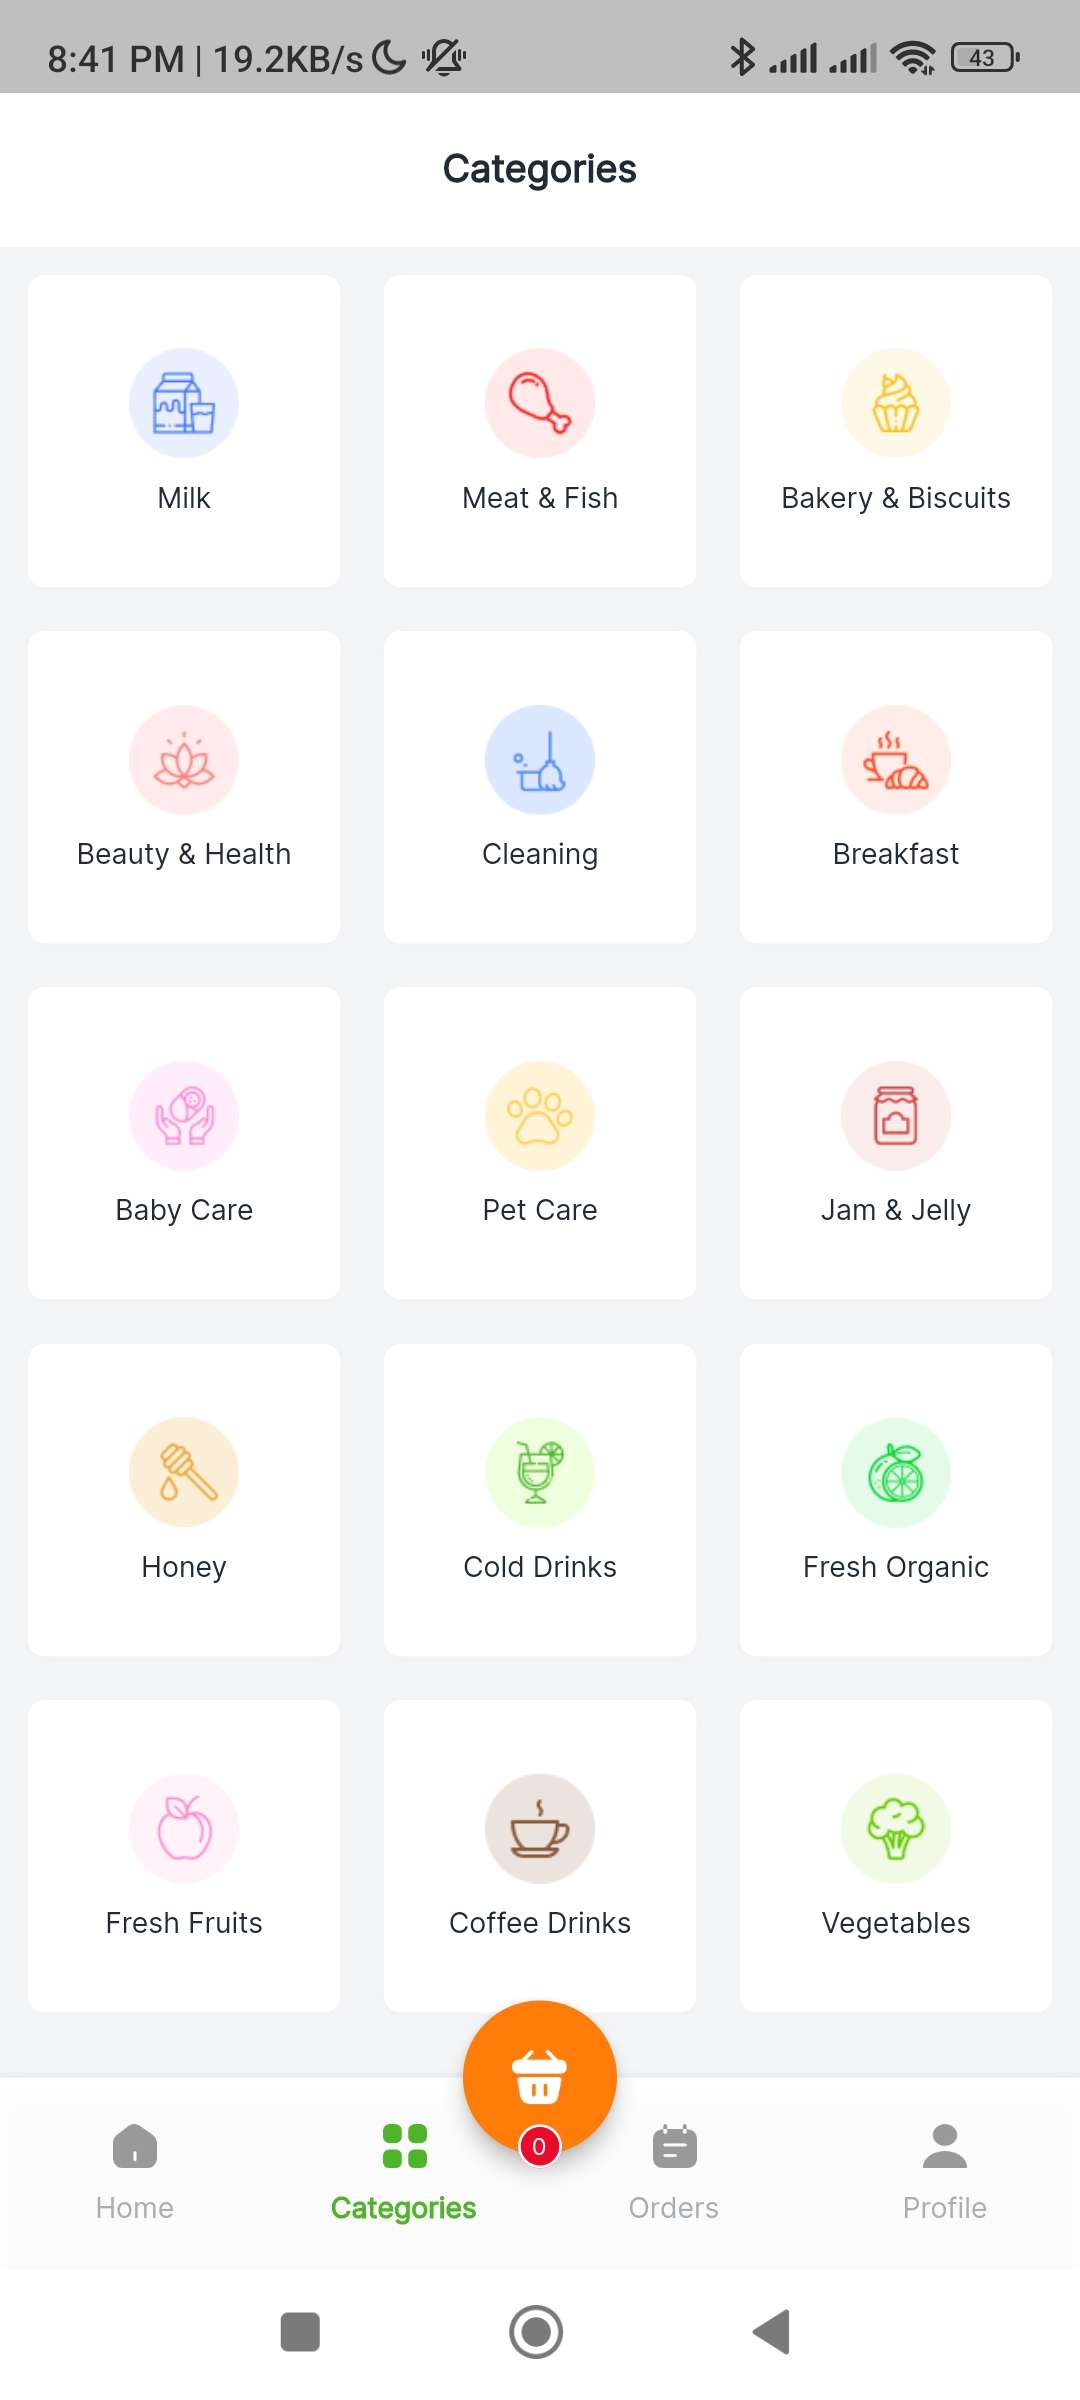 8:41 PM | 19.2KB/s 43
Categories
Milk
Meat & Fish
Bakery & Biscuits
Beauty & Health
Cleaning
Breakfast
Baby Care
Pet Care
Jam & Jelly
Honey
Cold Drinks
Fresh Organic
Fresh Fruits
Coffee Drinks
Vegetables
0
Home
Categories
Orders
Profile